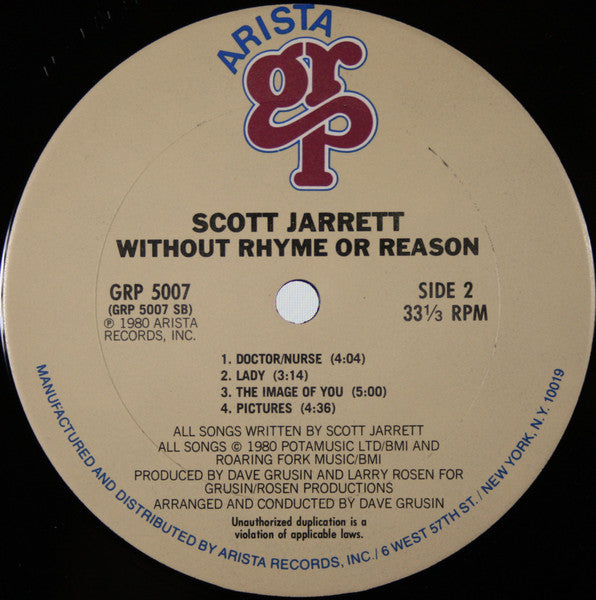 ARISTA
grp
SCOTT JARRETT
WITHOUT RHYME OR REASON
GRP 5007
(GRP 5007 SB)
℗ 1980 ARISTA
RECORDS, INC.
SIDE 2
33⅓ RPM
1. DOCTOR/NURSE (4:04)
2. LADY (3:14)
3. THE IMAGE OF YOU (5:00)
4. PICTURES (4:36)
ALL SONGS WRITTEN BY SCOTT JARRETT
ALL SONGS © 1980 POTAMUSIC LTD/BMI AND
ROARING FORK MUSIC/BMI
PRODUCED BY DAVE GRUSIN AND LARRY ROSEN FOR
GRUSIN/ROSEN PRODUCTIONS
ARRANGED AND CONDUCTED BY DAVE GRUSIN
Unauthorized duplication is a
violation of applicable laws.
MANUFACTURED AND DISTRIBUTED BY ARISTA RECORDS, INC./6 WEST 57TH ST./NEW YORK, N.Y. 10019